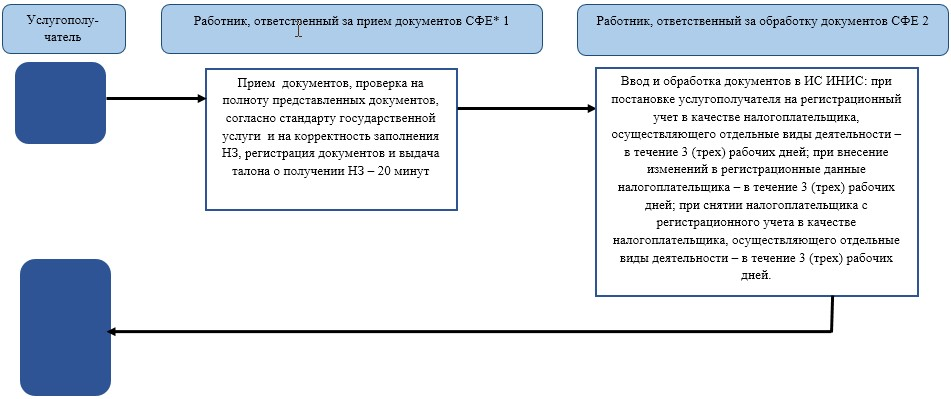 Услугополу-
чатель
Работник, ответственный за прием документов СФЕ* 1
Работник, ответственный за обработку документов СФЕ 2
Прием документов, проверка на
полноту представленных документов,
согласно стандарту государственной
услуги и на корректность заполнения
НЗ, регистрация документов и выдача
талона о получении НЗ – 20 минут
Ввод и обработка документов в ИС ИНИС: при
постановке услугополучателя на регистрационный
учет в качестве налогоплательщика,
осуществляющего отдельные виды деятельности –
в течение 3 (трех) рабочих дней; при внесение
изменений в регистрационные данные
налогоплательщика – в течение 3 (трех) рабочих
дней; при снятии налогоплательщика с
регистрационного учета в качестве
налогоплательщика, осуществляющего отдельные
виды деятельности – в течение 3 (трех) рабочих
дней.